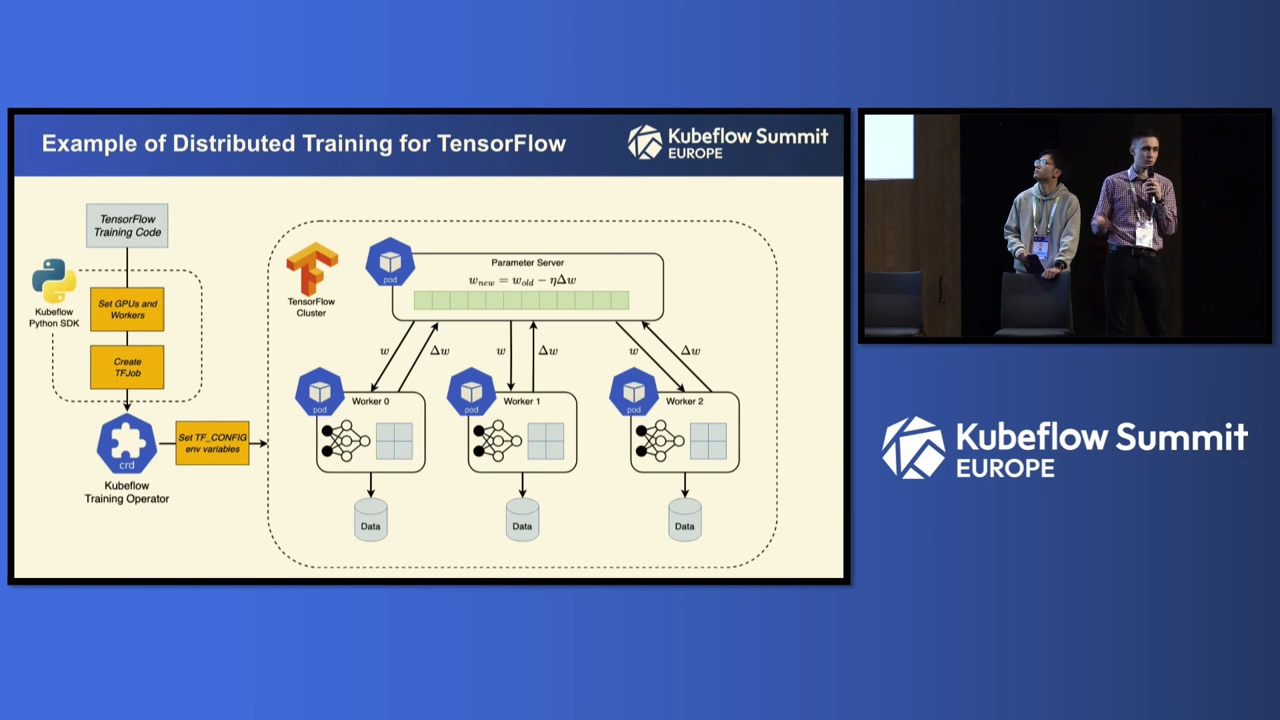 Example of Distributed Training for TensorFlow
Kubeflow Summit
EUROPE
TensorFlow
Training Code
Kubeflow
Python SDK
Set GPUs and
Workers
Create
TFJob
crd
Kubeflow
Training Operator
Set TF_CONFIG
env variables
TensorFlow
Cluster
pod
Parameter Server
w_new = w_old − ηΔw
w
Δw
w
Δw
w
Δw
pod
Worker 0
pod
Worker 1
pod
Worker 2
Data
Data
Data
Kubeflow Summit
EUROPE